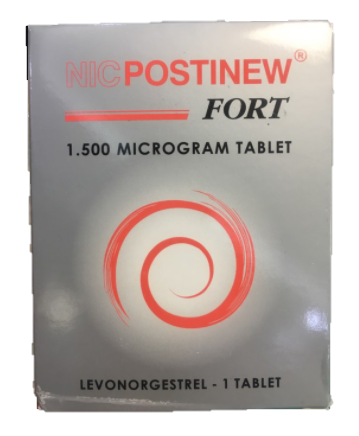 NICPOSTINEW®
FORT
1.500 MICROGRAM TABLET
LEVONORGESTREL - 1 TABLET